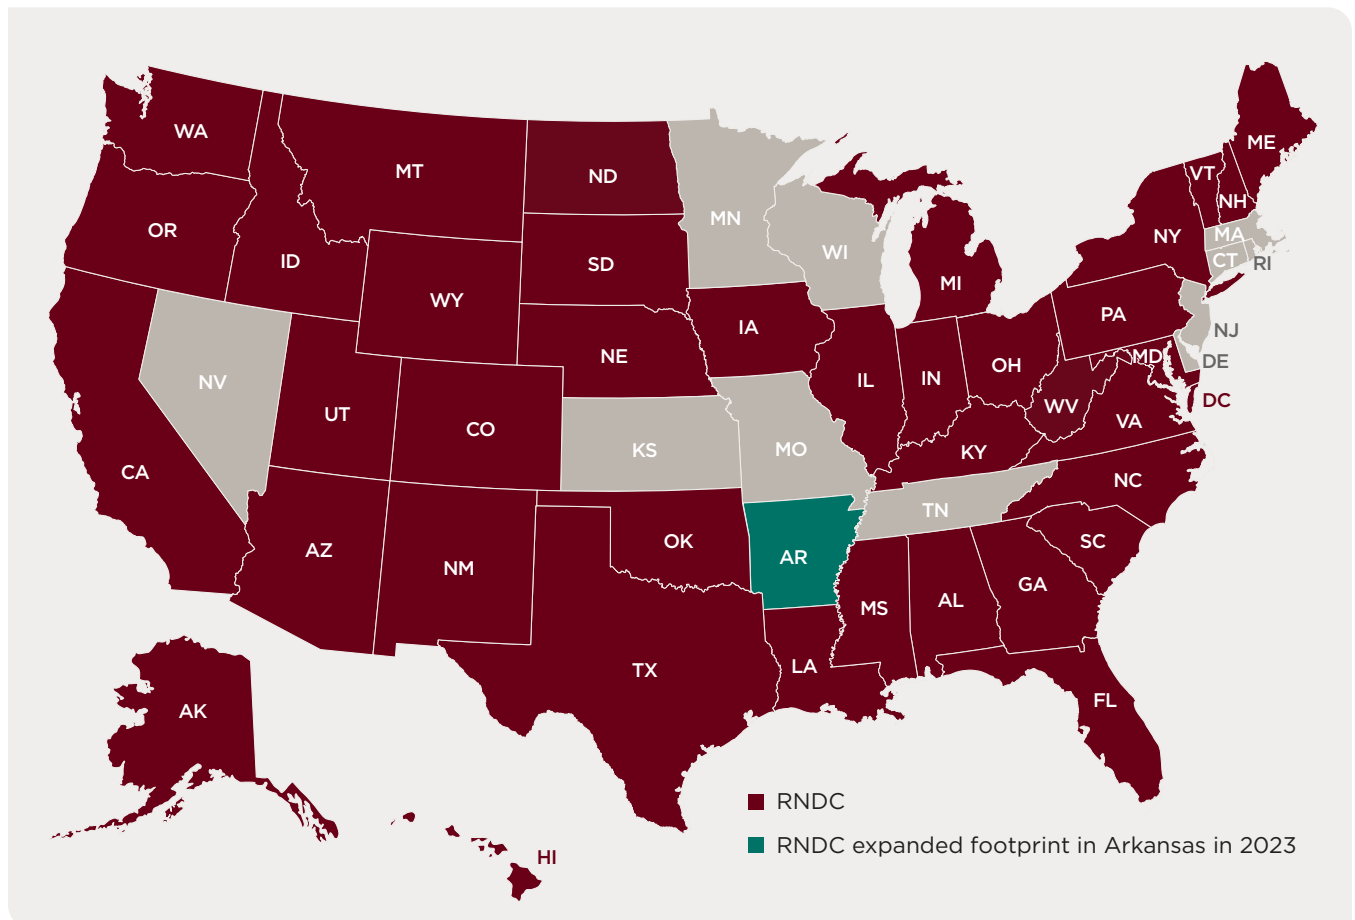 WA
MT
ND
MN
OR
ID
WY
SD
WI
MI
ME
VT
NH
NY
MA
CT
RI
IA
NE
PA
NJ
NV
UT
CO
IL
IN
OH
MD
DE
DC
WV
VA
KS
MO
KY
CA
AZ
NM
OK
AR
TN
NC
SC
TX
LA
MS
AL
GA
FL
AK
HI
RNDC
RNDC expanded footprint in Arkansas in 2023